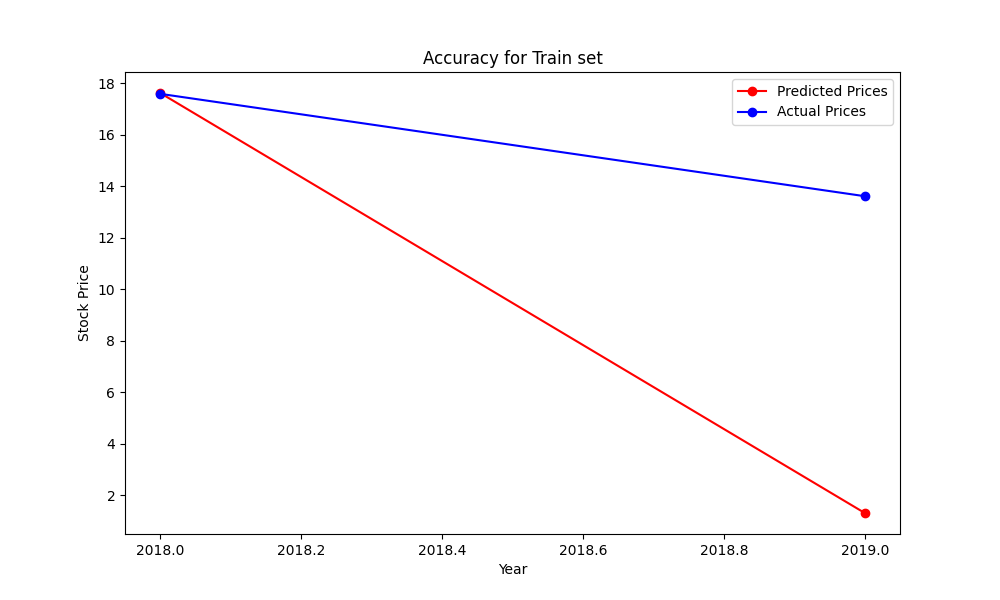 Accuracy for Train set
Predicted Prices
Actual Prices
18
16
14
12
10
8
6
4
2
Stock Price
2018.0 2018.2 2018.4 2018.6 2018.8 2019.0
Year